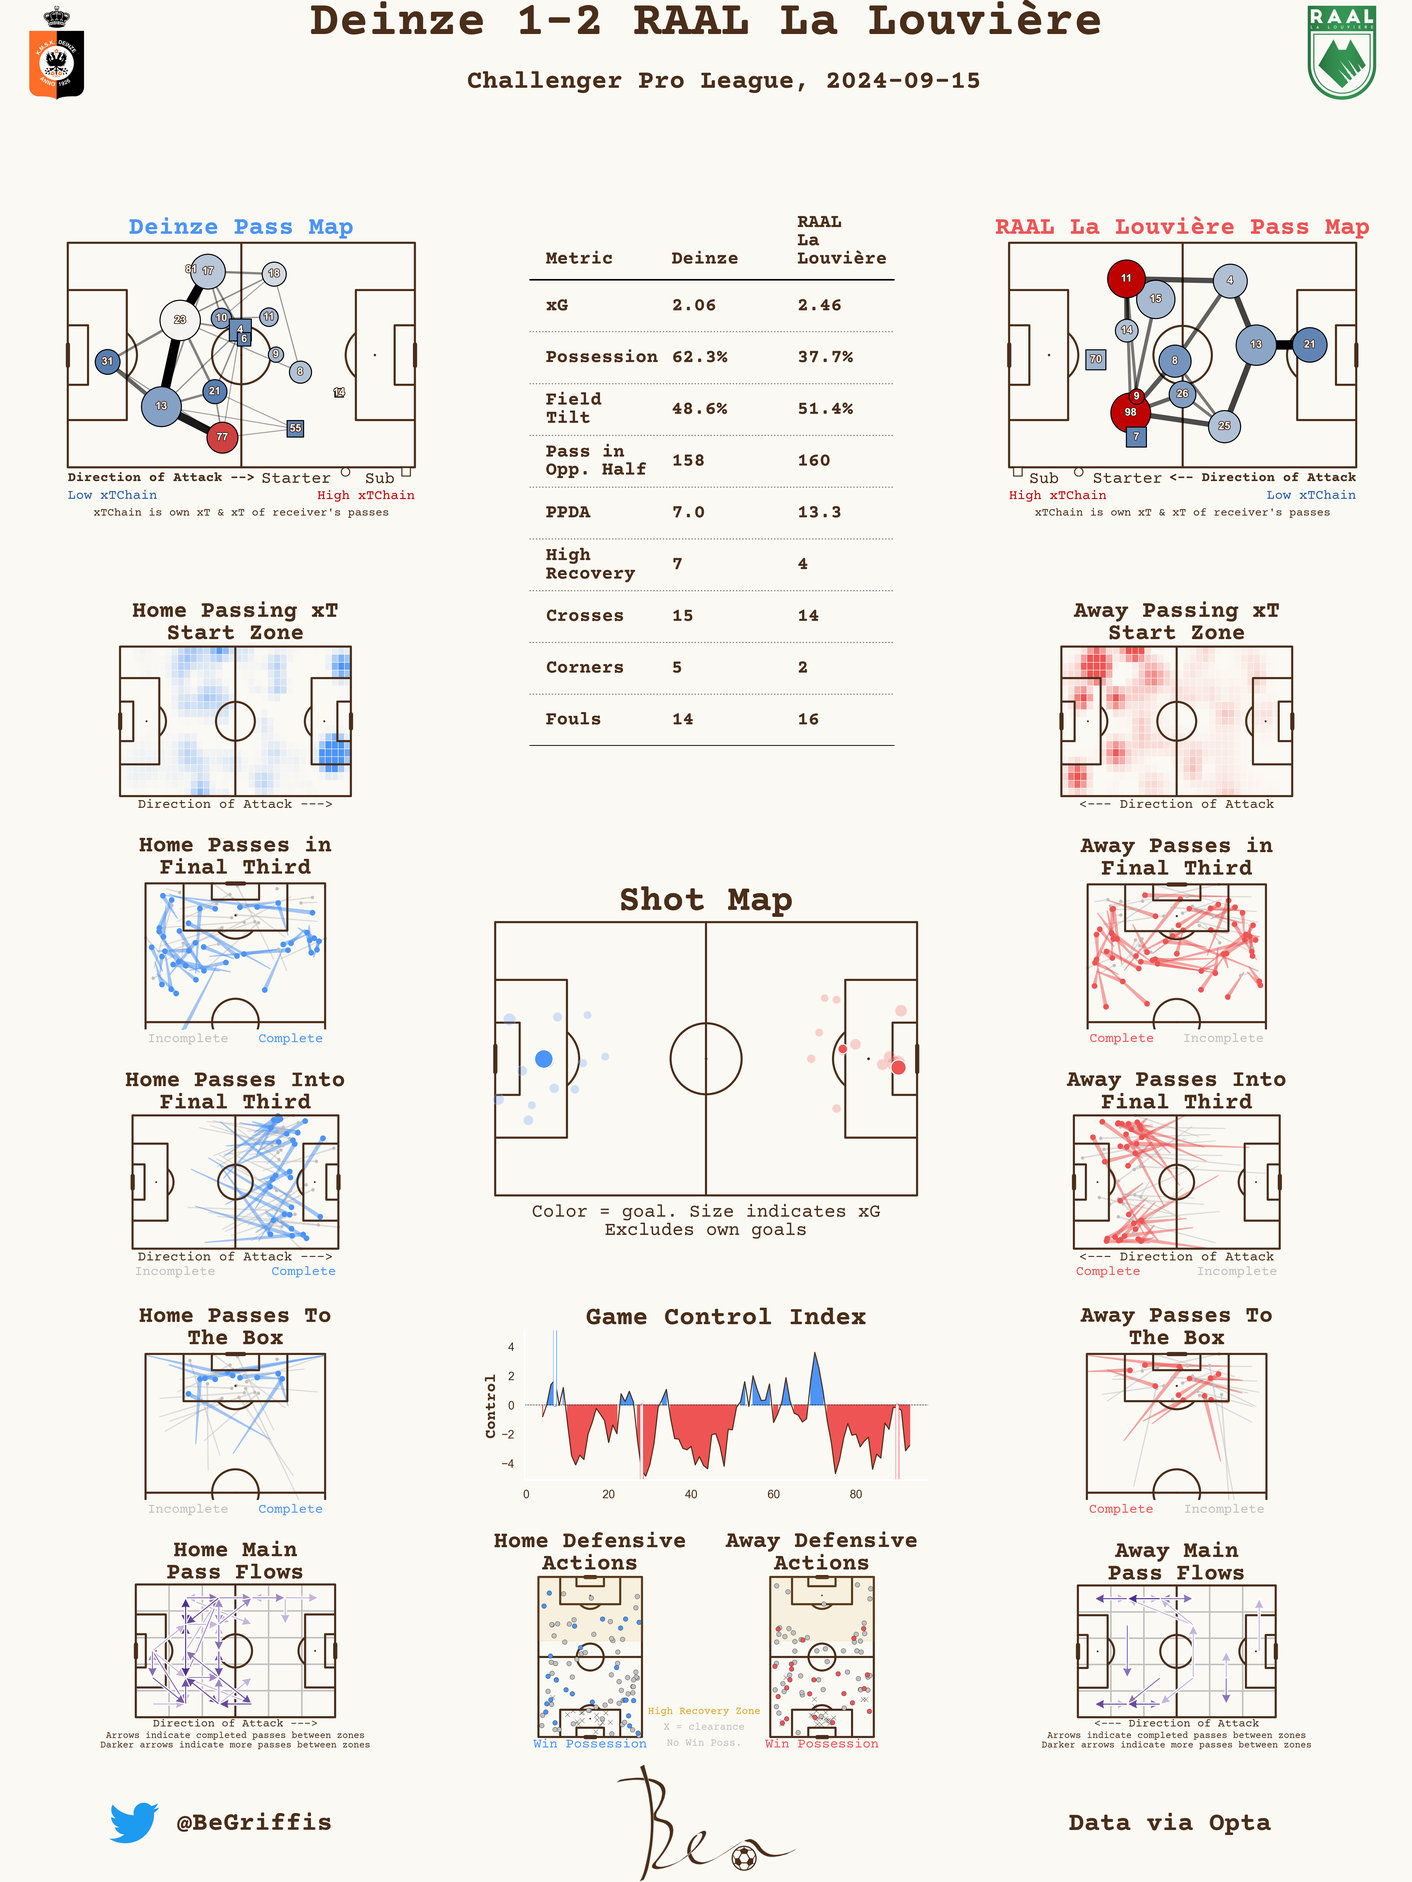 Deinze 1-2 RAAL La Louvière
Challenger Pro League, 2024-09-15
K.M.S.K. DEINZE
ANNO 1926
RAAL
LA LOUVIÈRE
Deinze Pass Map
81
17
18
23
10
11
4
6
31
9
8
21
14
13
77
55
Direction of Attack --> Starter Sub
Low xTChain High xTChain
xTChain is own xT & xT of receiver's passes
Metric Deinze RAAL La Louvière
xG 2.06 2.46
Possession 62.3% 37.7%
Field Tilt 48.6% 51.4%
Pass in Opp. Half 158 160
PPDA 7.0 13.3
High Recovery 7 4
Crosses 15 14
Corners 5 2
Fouls 14 16
RAAL La Louvière Pass Map
11
4
15
14
13
21
70
8
9
26
98
25
7
Sub Starter <-- Direction of Attack
High xTChain Low xTChain
xTChain is own xT & xT of receiver's passes
Home Passing xT
Start Zone
Direction of Attack --->
Away Passing xT
Start Zone
<--- Direction of Attack
Home Passes in
Final Third
Incomplete Complete
Away Passes in
Final Third
Complete Incomplete
Shot Map
Color = goal. Size indicates xG
Excludes own goals
Home Passes Into
Final Third
Direction of Attack --->
Incomplete Complete
Away Passes Into
Final Third
<--- Direction of Attack
Complete Incomplete
Home Passes To
The Box
Incomplete Complete
Game Control Index
Control
4
2
0
−2
−4
0 20 40 60 80
Away Passes To
The Box
Complete Incomplete
Home Main
Pass Flows
Direction of Attack --->
Arrows indicate completed passes between zones
Darker arrows indicate more passes between zones
Home Defensive
Actions
Win Possession
Away Defensive
Actions
Win Possession
High Recovery Zone
X = clearance
No Win Poss.
Away Main
Pass Flows
<--- Direction of Attack
Arrows indicate completed passes between zones
Darker arrows indicate more passes between zones
@BeGriffis
Ben
Data via Opta